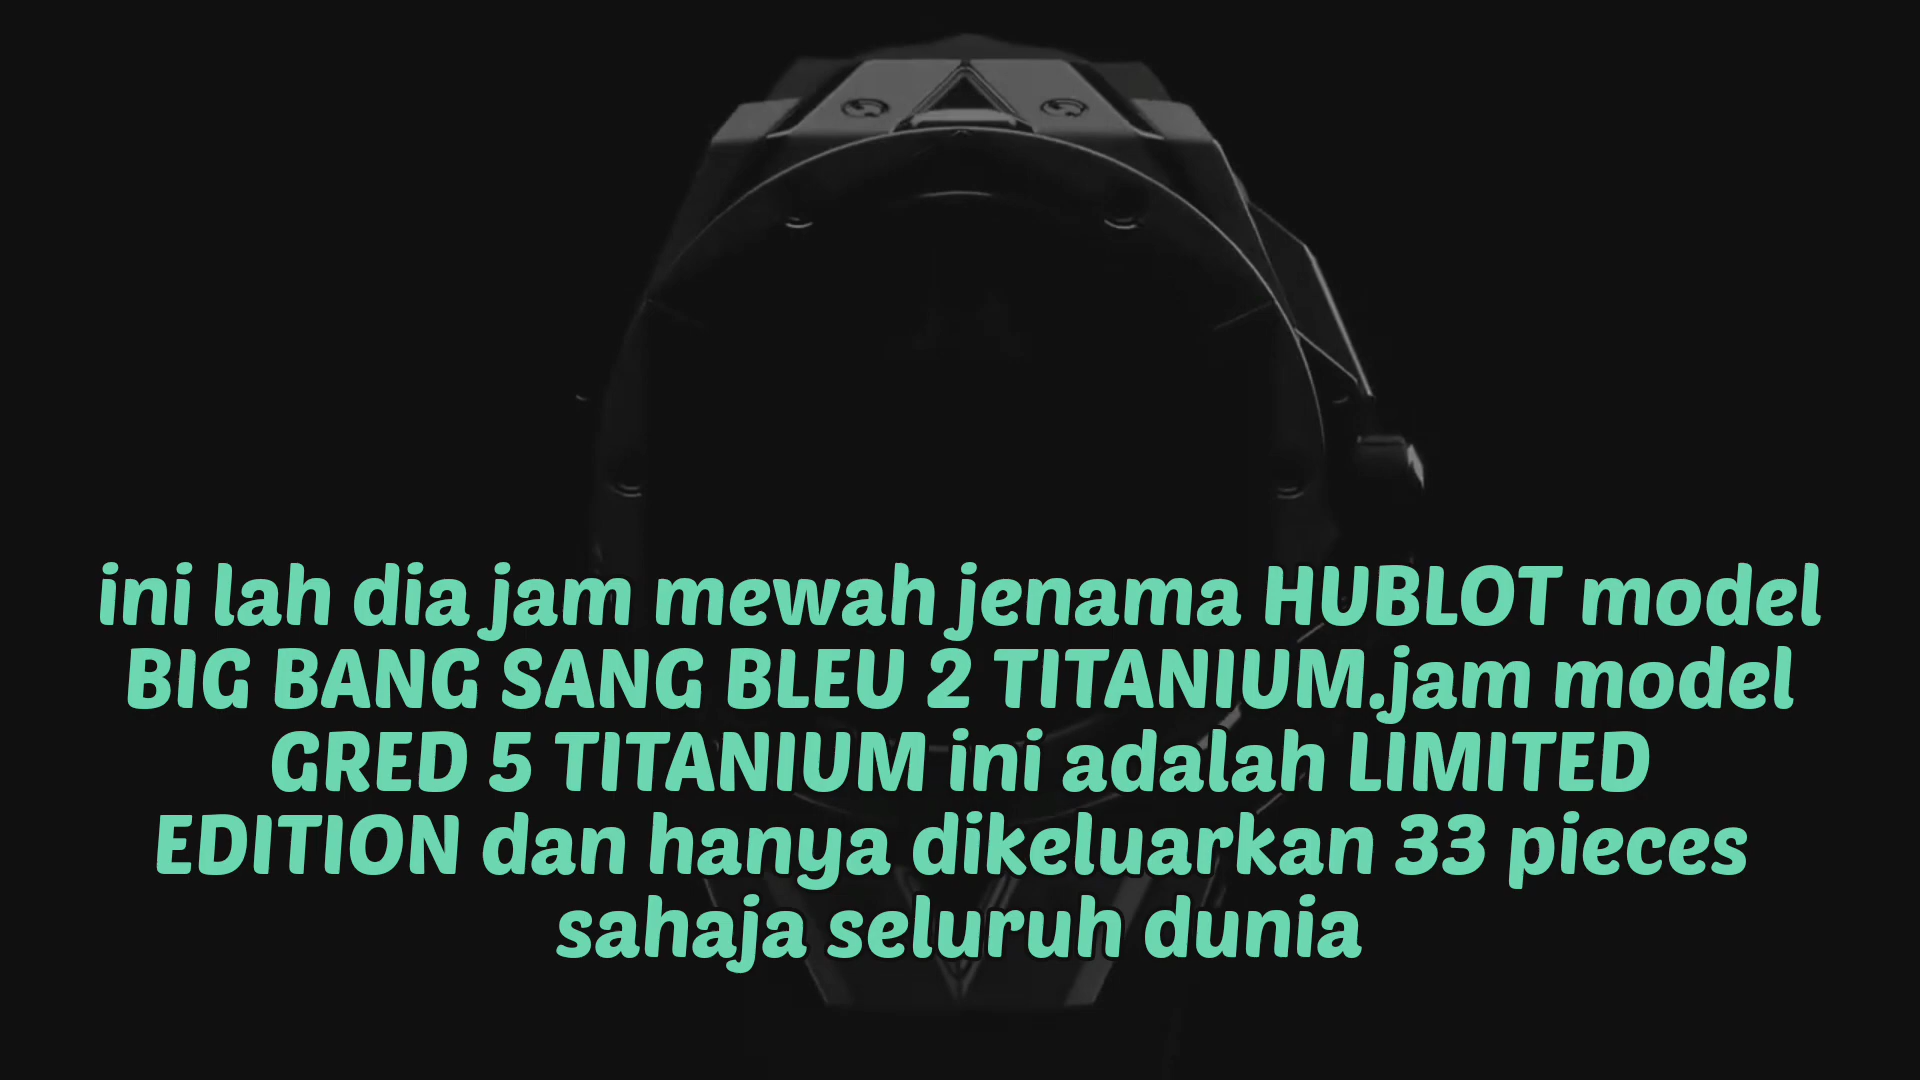 ini lah dia jam mewah jenama HUBLOT model
BIG BANG SANG BLEU 2 TITANIUM.jam model
GRED 5 TITANIUM ini adalah LIMITED
EDITION dan hanya dikeluarkan 33 pieces
sahaja seluruh dunia